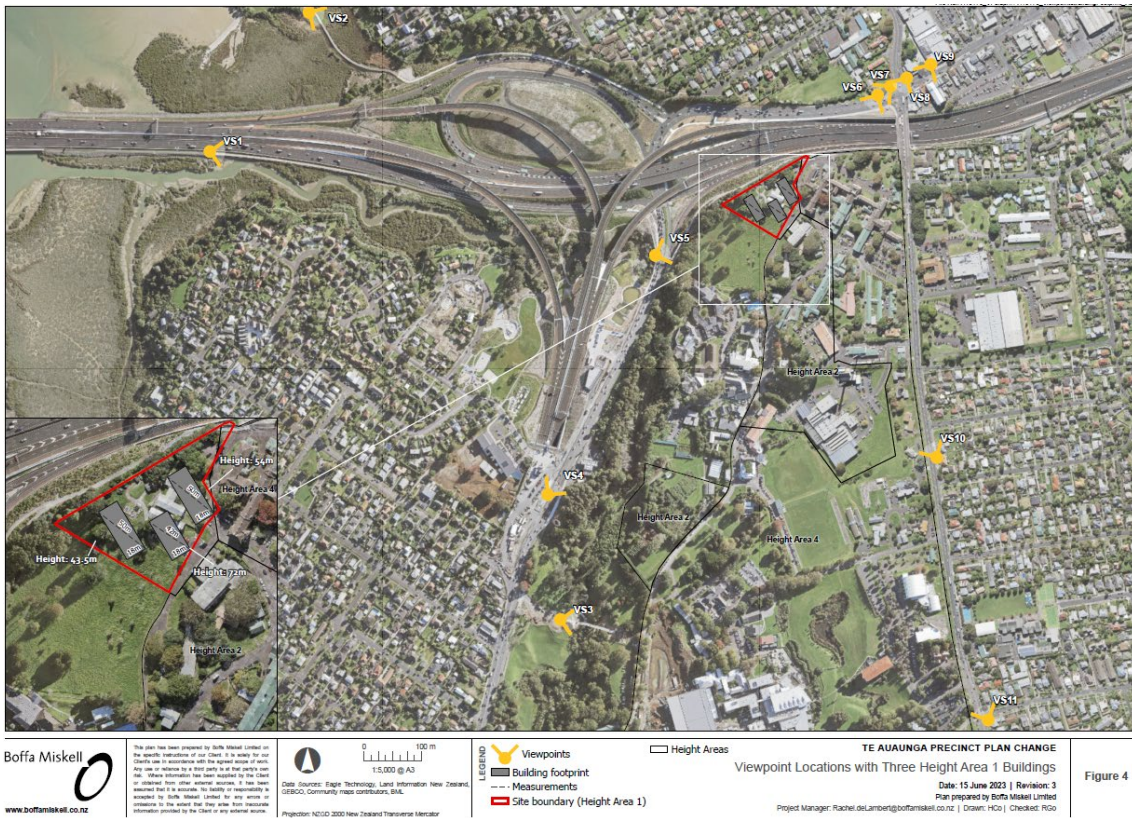 VS2
VS9
VS7
VS6
VS8
VS1
VS5
Height Area 2
VS10
VS4
Height Area 2
Height Area 4
VS3
VS11
Height: 54m
Height Area 4
18m
42m
18m
18m
Height: 43.5m
Height: 72m
Height Area 2
Boffa Miskell
www.boffamiskell.co.nz
This plan has been prepared by Boffa Miskell Limited on
the specific instructions of our Client. It is solely for our
Client's use in accordance with the agreed scope of work.
Any use or reliance by a third party is at that party's own
risk. Where information has been supplied by the Client
or obtained from other external sources, it has been
assumed that it is accurate. No liability or responsibility is
accepted by Boffa Miskell Limited for any errors or
omissions to the extent that they arise from inaccurate
information provided by the Client or any external source.
0 100 m
1:5,000 @ A3
Data Sources: Eagle Technology, Land Information New Zealand,
GEBCO, Community maps contributors, BML
Projection: NZGD 2000 New Zealand Transverse Mercator
LEGEND
Viewpoints
Building footprint
Measurements
Site boundary (Height Area 1)
Height Areas
TE AUAUNGA PRECINCT PLAN CHANGE
Viewpoint Locations with Three Height Area 1 Buildings
Date: 15 June 2023 | Revision: 3
Plan prepared by Boffa Miskell Limited
Project Manager: Rachel.deLambert@boffamiskell.co.nz | Drawn: HCo | Checked: RGo
Figure 4